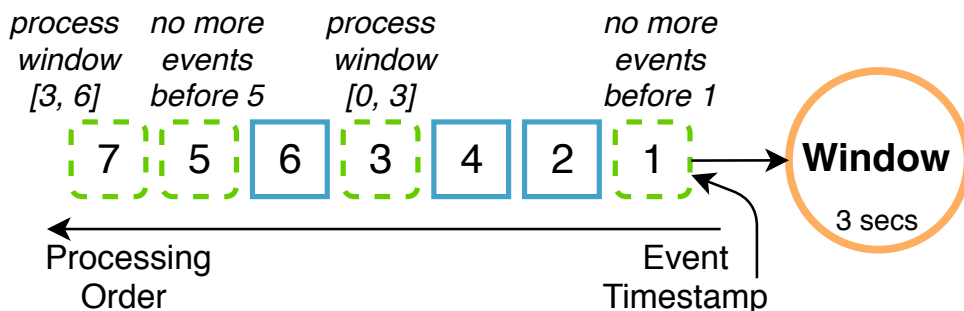 process window [3, 6]
no more events before 5
process window [0, 3]
no more events before 1
7
5
6
3
4
2
1
Window
3 secs
Processing Order
Event Timestamp